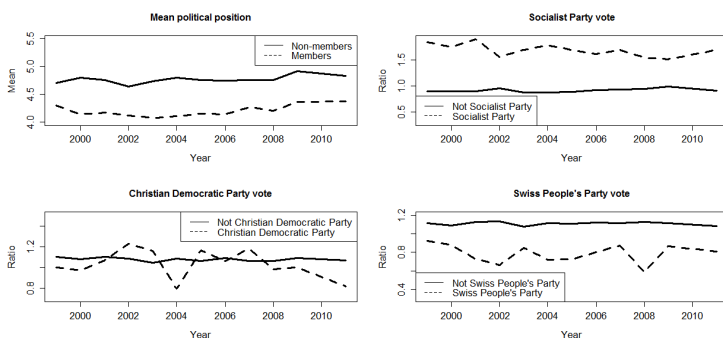 Mean political position
Mean
5.5
5.0
4.5
4.0
Non-members
Members
2000 2002 2004 2006 2008 2010
Year
Socialist Party vote
Ratio
1.5
1.0
0.5
Not Socialist Party
Socialist Party
2000 2002 2004 2006 2008 2010
Year
Christian Democratic Party vote
Ratio
1.2
1
0.8
Not Christian Democratic Party
Christian Democratic Party
2000 2002 2004 2006 2008 2010
Year
Swiss People's Party vote
Ratio
1.2
0.8
0.4
Not Swiss People's Party
Swiss People's Party
2000 2002 2004 2006 2008 2010
Year